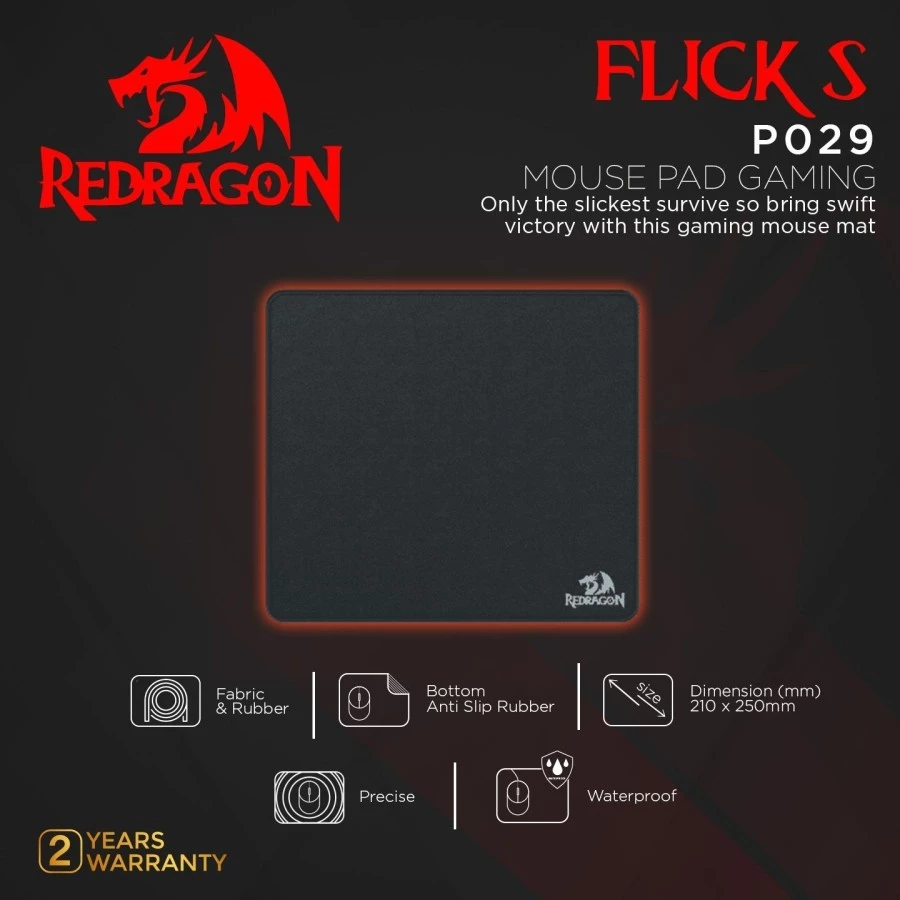 REDRAGON
FLICK S
P029
MOUSE PAD GAMING
Only the slickest survive so bring swift
victory with this gaming mouse mat
REDRAGON
Fabric
& Rubber
Bottom
Anti Slip Rubber
size
Dimension (mm)
210 x 250mm
Precise
Waterproof
2 YEARS
WARRANTY